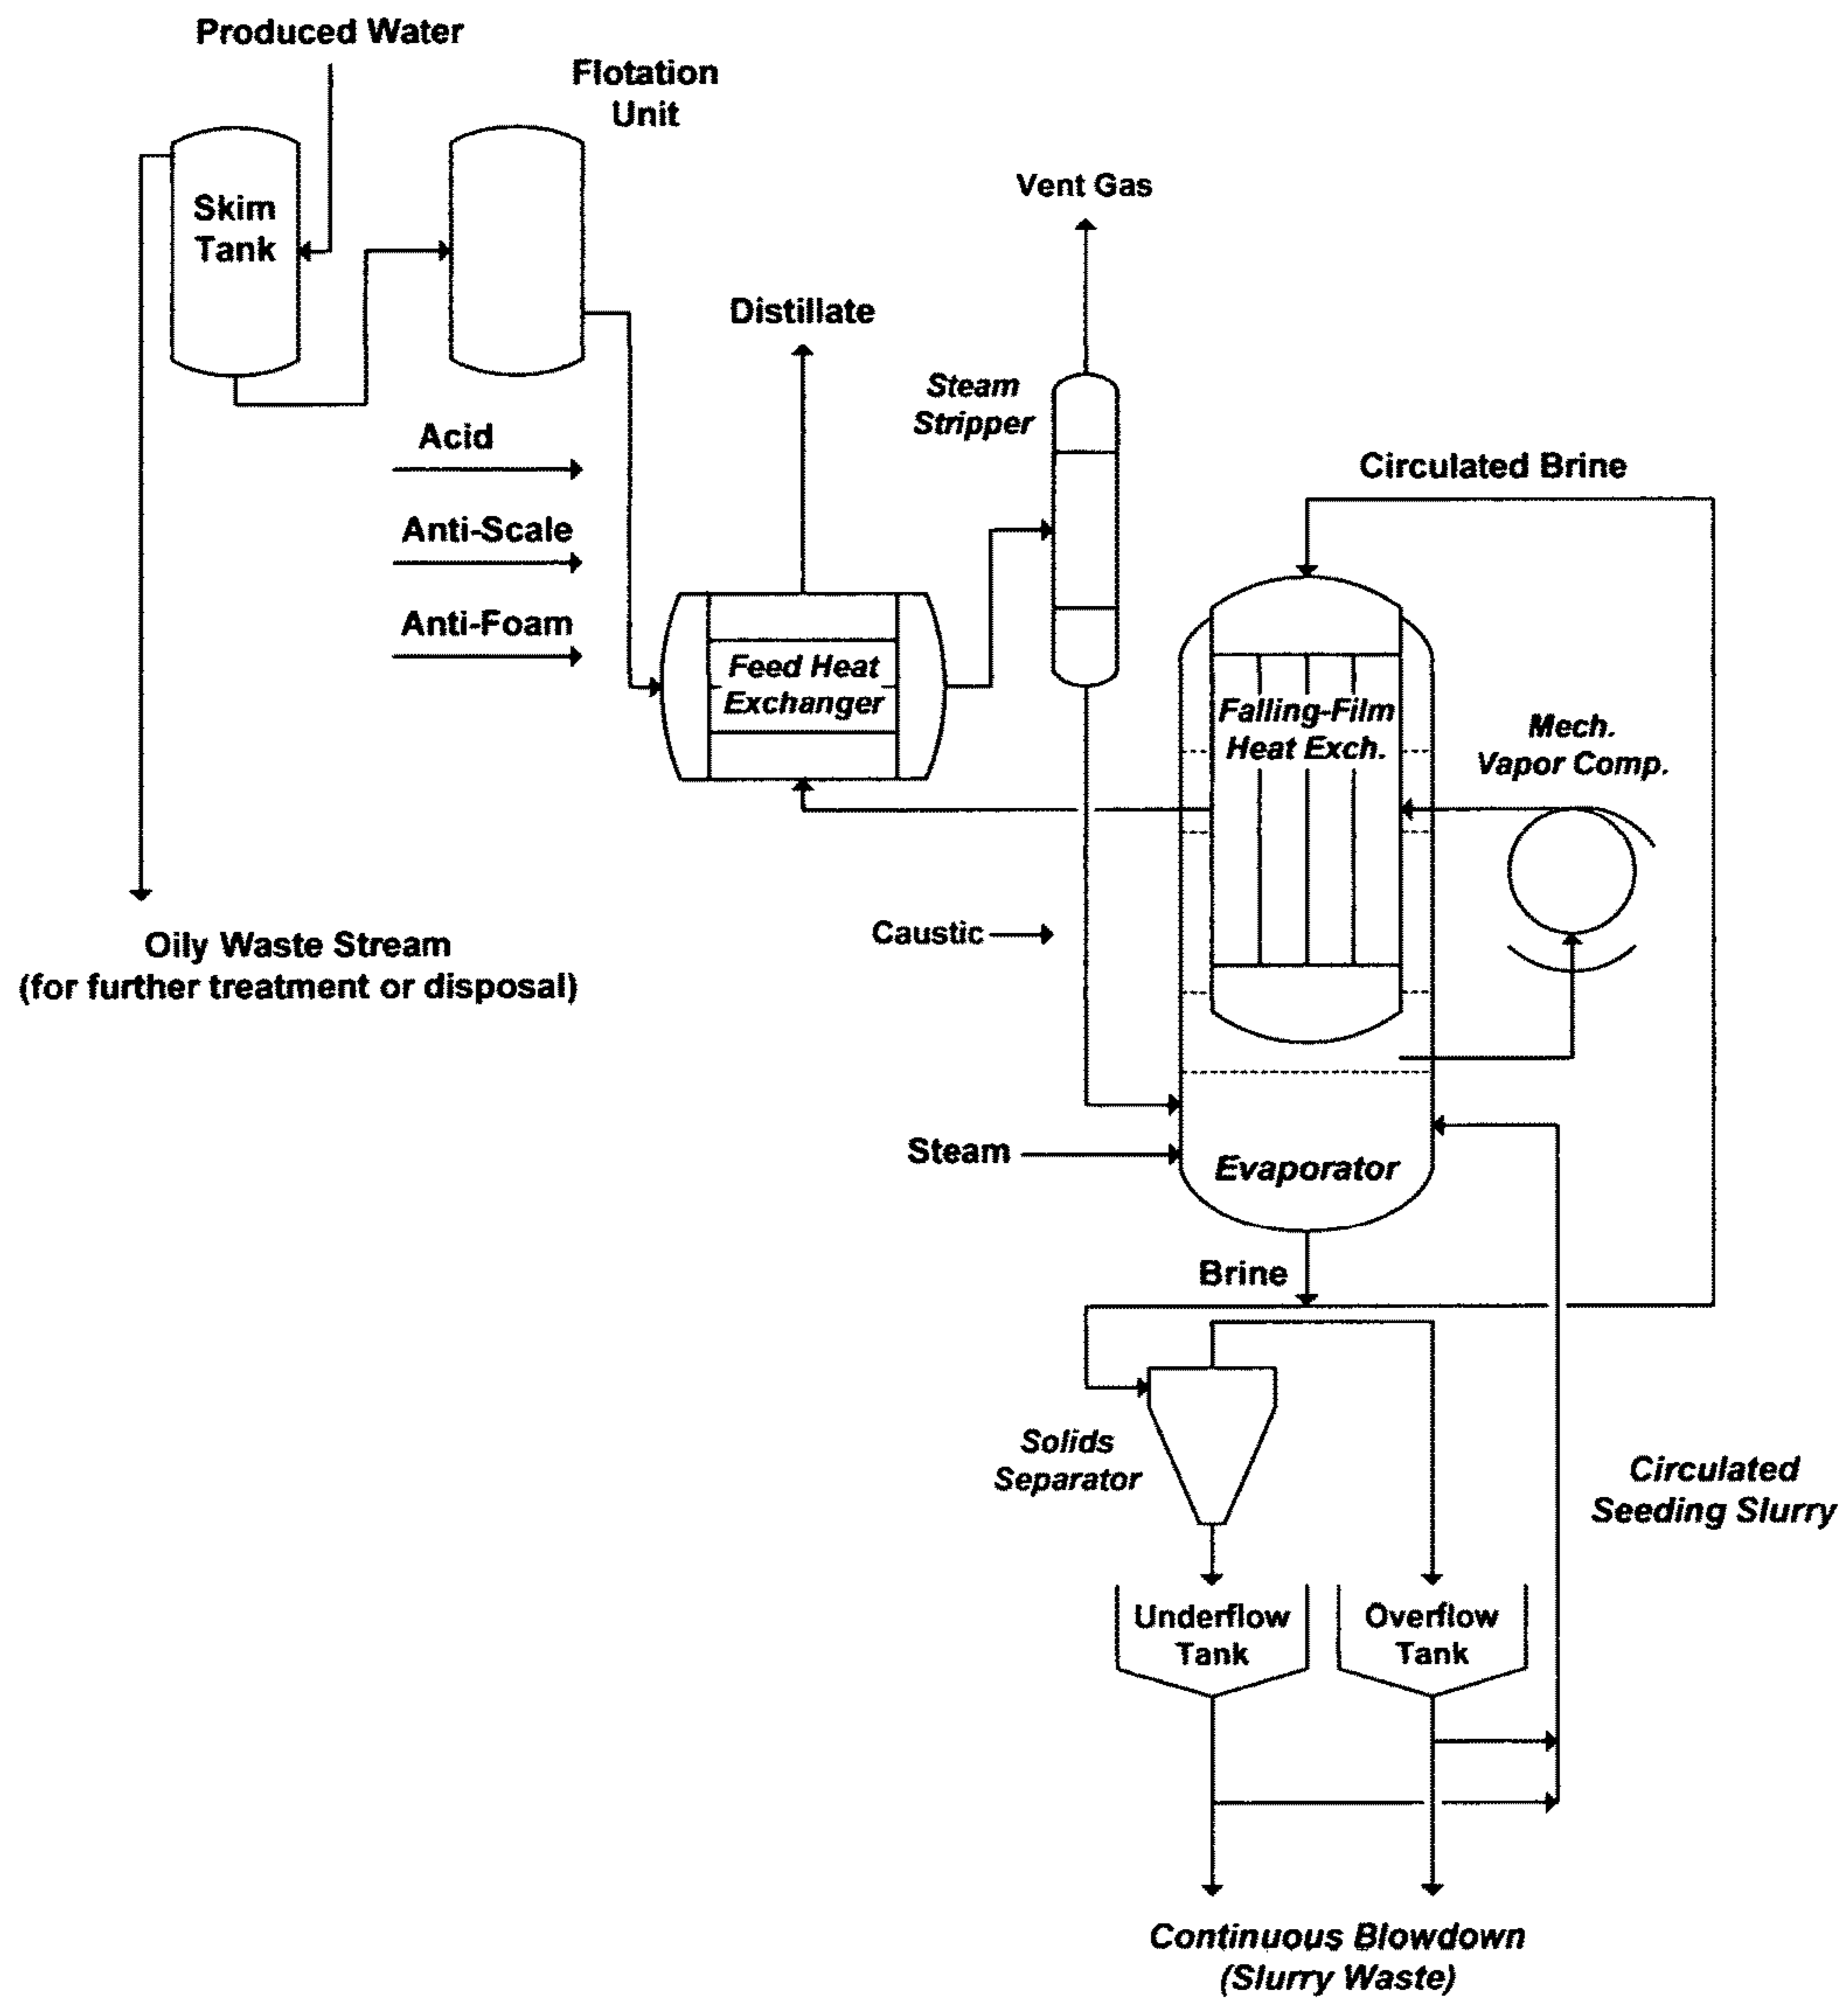 Produced Water
Flotation
Unit
Skim
Tank
Vent Gas
Distillate
Steam
Stripper
Acid
Circulated Brine
Anti-Scale
Anti-Foam
Feed Heat
Exchanger
Falling-Film
Heat Exch.
Mech.
Vapor Comp.
Caustic
Oily Waste Stream
(for further treatment or disposal)
Steam
Evaporator
Brine
Solids
Separator
Circulated
Seeding Slurry
Underflow
Tank
Overflow
Tank
Continuous Blowdown
(Slurry Waste)